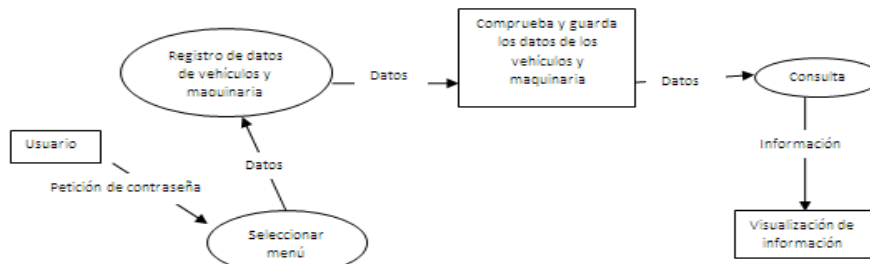 Registro de datos
de vehículos y
maquinaria
Datos
Comprueba y guarda
los datos de los
vehículos y
maquinaria
Datos
Consulta
Usuario
Datos
Información
Petición de contraseña
Seleccionar
menú
Visualización de
información